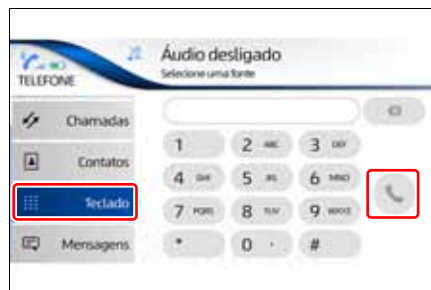 TELEFONE
Áudio desligado
Selecione uma fonte
Chamadas
Contatos
Teclado
Mensagens
1 2 ABC 3 DEF
4 GHI 5 JKL 6 MNO
7 PQRS 8 TUV 9 WXYZ
* 0 #